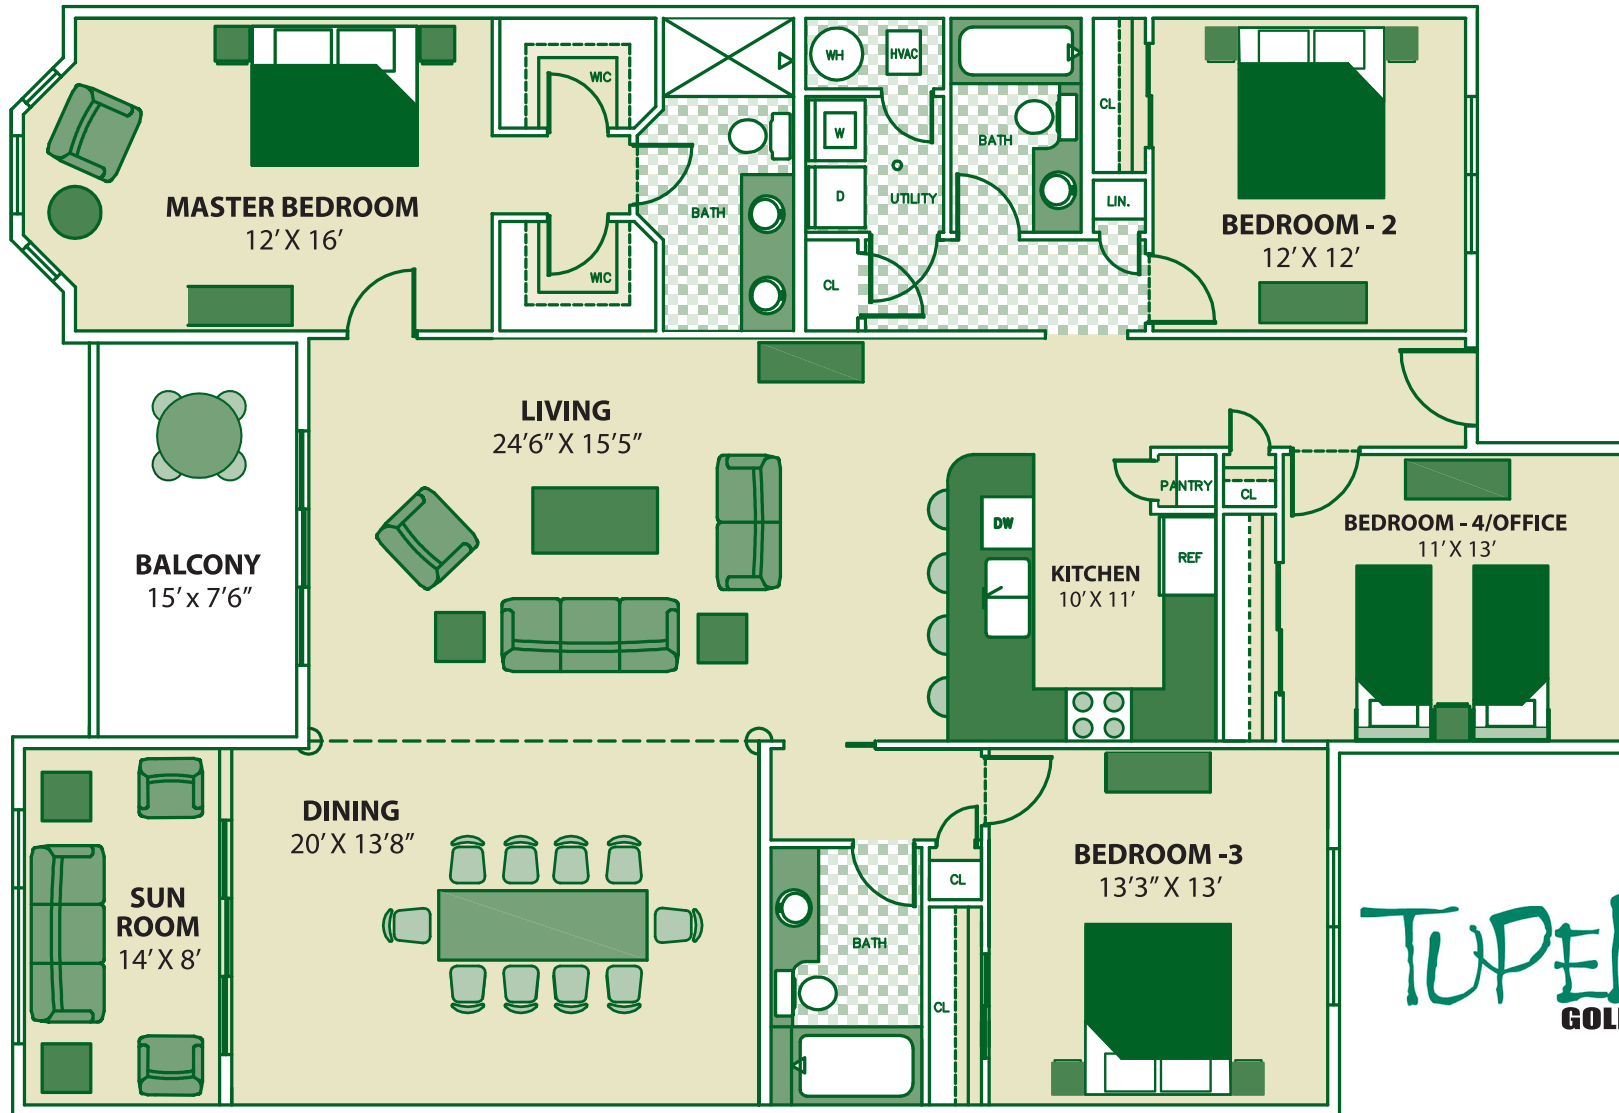 MASTER BEDROOM
12' X 16'
WIC
WIC
BATH
WH
HVAC
W
D
UTILITY
CL
BATH
CL
LIN.
BEDROOM - 2
12' X 12'
LIVING
24'6" X 15'5"
BALCONY
15' x 7'6"
DW
KITCHEN
10' X 11'
PANTRY
REF
CL
BEDROOM - 4/OFFICE
11' X 13'
SUN
ROOM
14' X 8'
DINING
20' X 13'8"
BATH
CL
CL
BEDROOM -3
13'3" X 13'